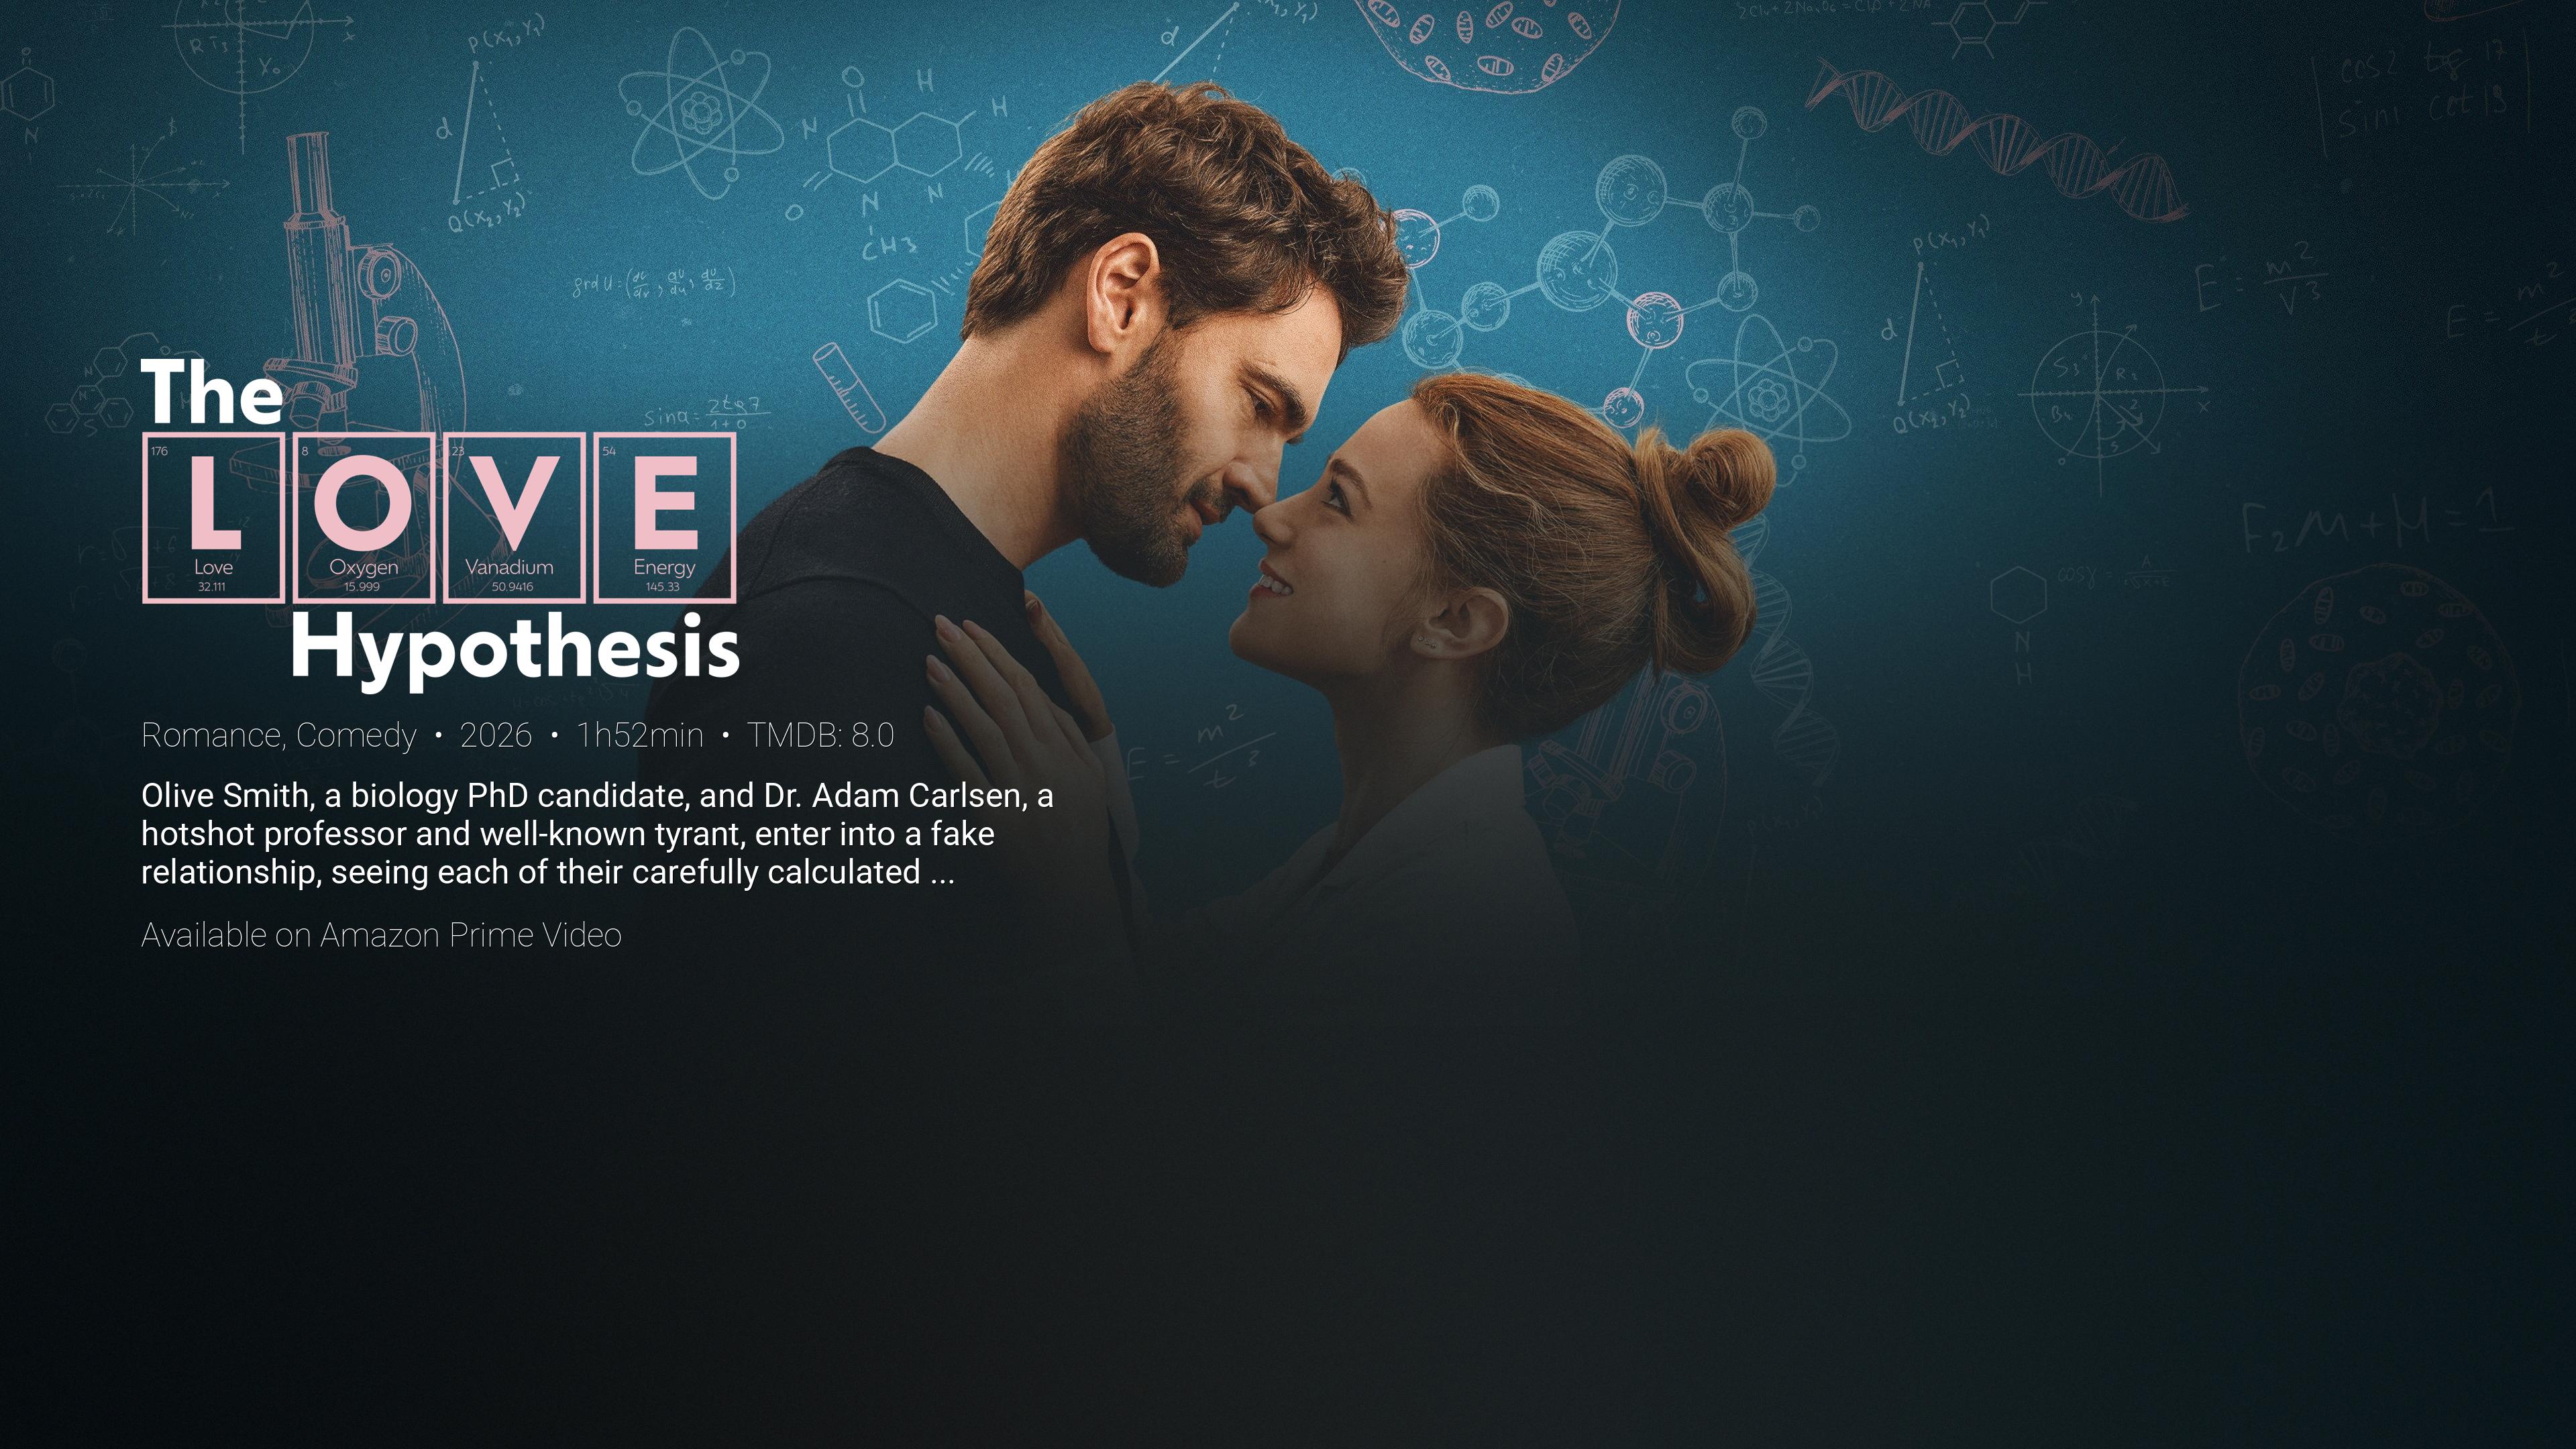 The
176 8 23 54
L O V E
Love Oxygen Vanadium Energy
32.111 15.999 50.9416 145.33
Hypothesis
Romance, Comedy • 2026 • 1h52min • TMDB: 8.0
Olive Smith, a biology PhD candidate, and Dr. Adam Carlsen, a
hotshot professor and well-known tyrant, enter into a fake
relationship, seeing each of their carefully calculated ...
Available on Amazon Prime Video